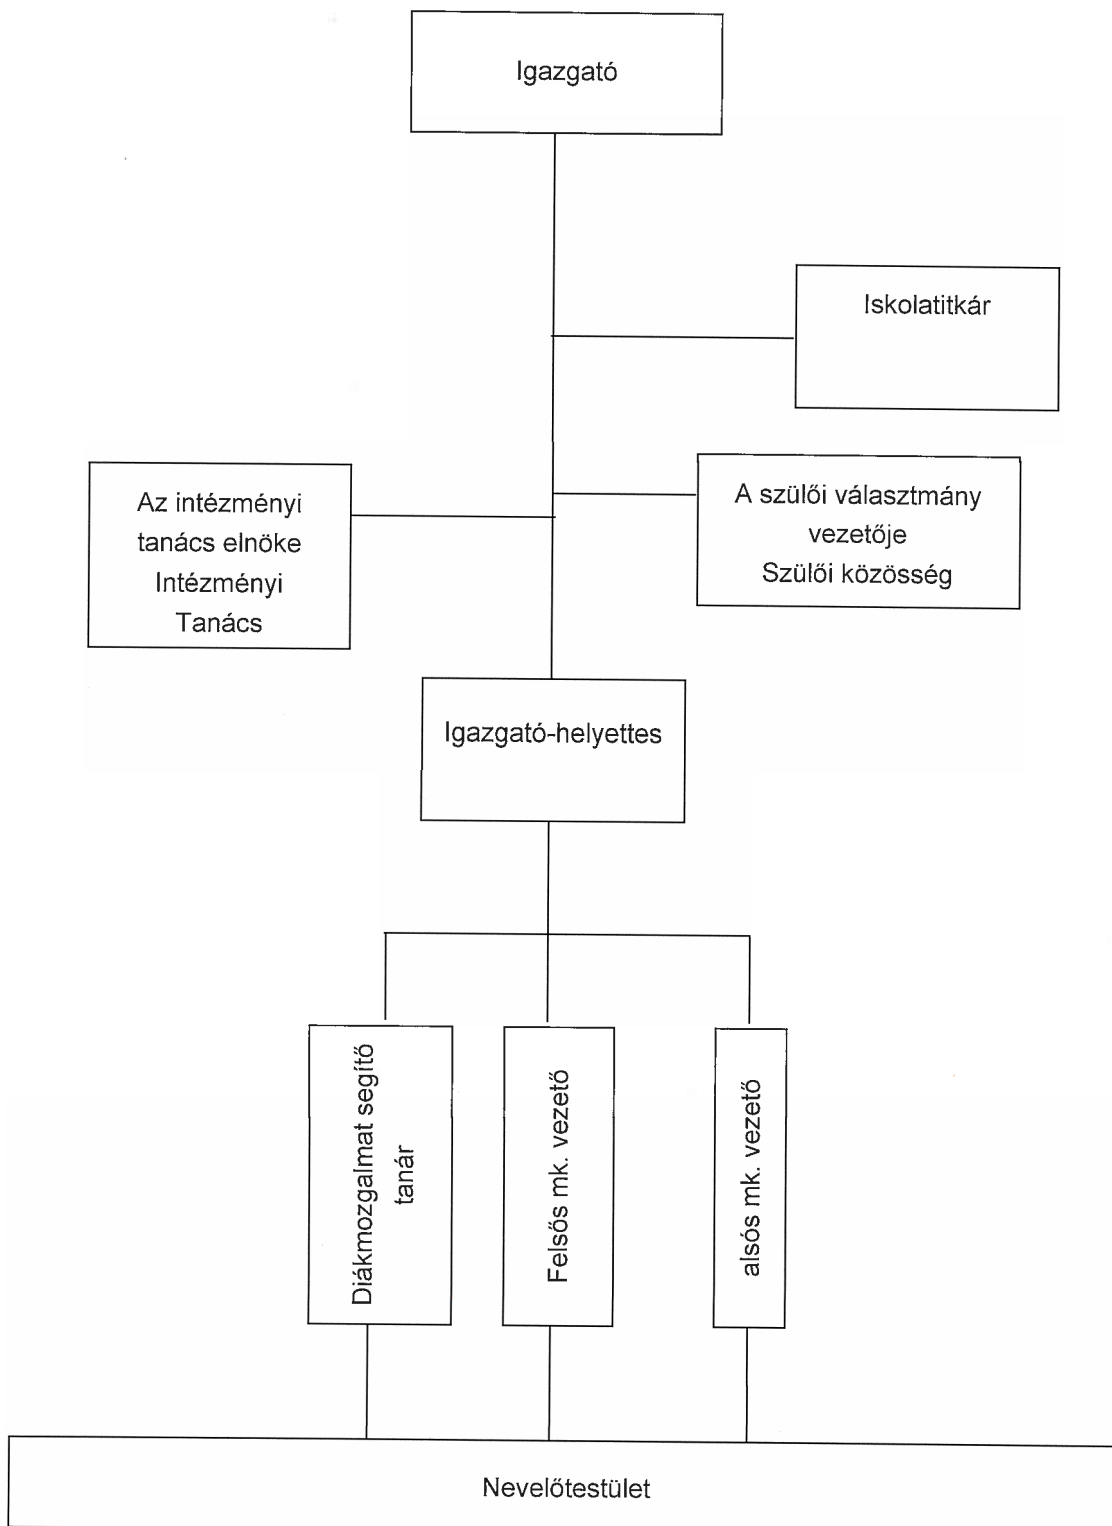 Igazgató
Iskolatitkár
Az intézményi
tanács elnöke
Intézményi
Tanács
A szülői választmány
vezetője
Szülői közösség
Igazgató-helyettes
Diákmozgalmat segítő
tanár
Felsős mk. vezető
alsós mk. vezető
Nevelőtestület